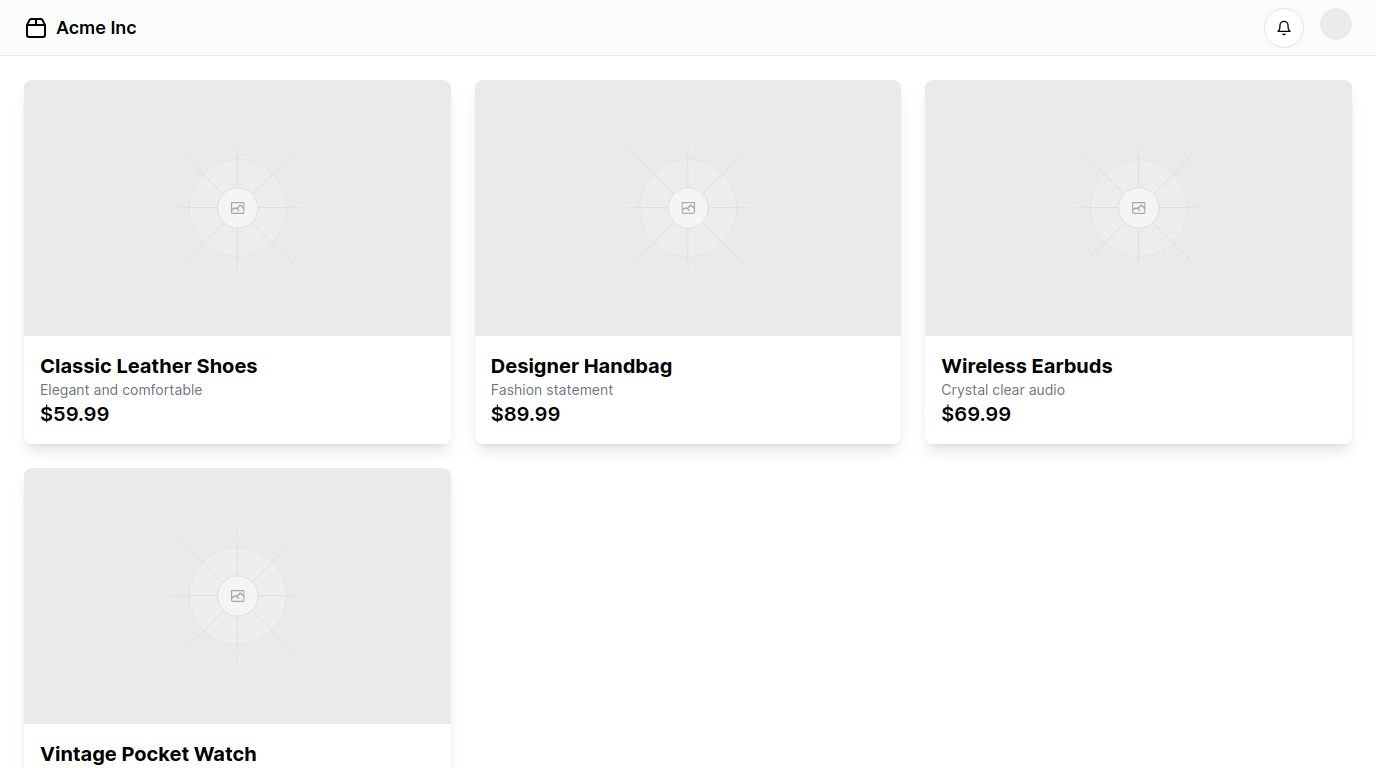 Acme Inc
Classic Leather Shoes
Elegant and comfortable
$59.99
Designer Handbag
Fashion statement
$89.99
Wireless Earbuds
Crystal clear audio
$69.99
Vintage Pocket Watch